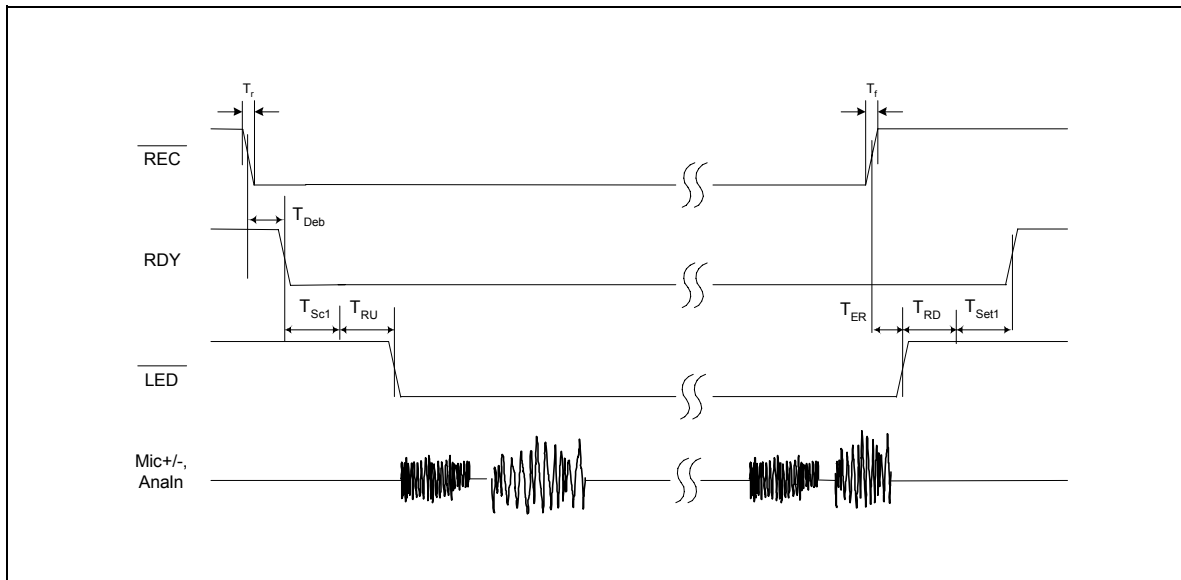 Tr
Tf
REC
TDeb
RDY
TSc1 TRU
TER TRD TSet1
LED
Mic+/-,
AnaIn